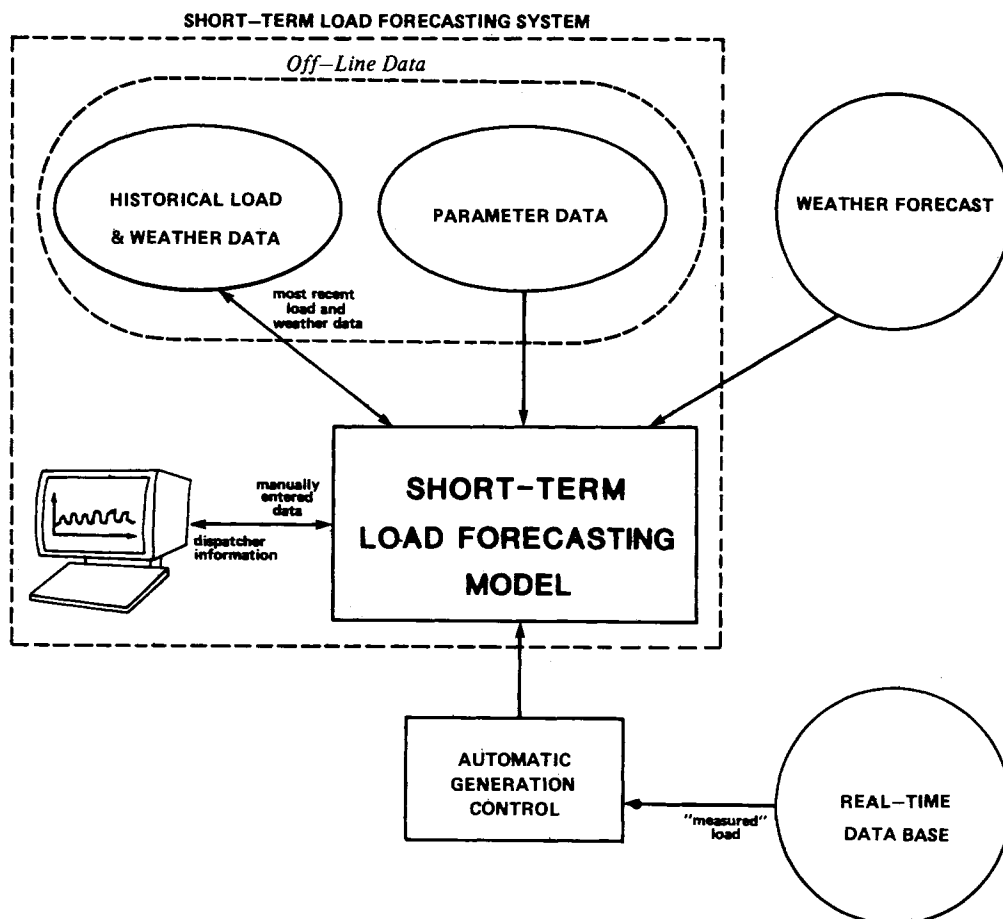 SHORT-TERM LOAD FORECASTING SYSTEM
Off-Line Data
HISTORICAL LOAD
& WEATHER DATA
PARAMETER DATA
WEATHER FORECAST
most recent
load and
weather data
manually
entered
data
dispatcher
information
SHORT-TERM
LOAD FORECASTING
MODEL
AUTOMATIC
GENERATION
CONTROL
"measured"
load
REAL-TIME
DATA BASE